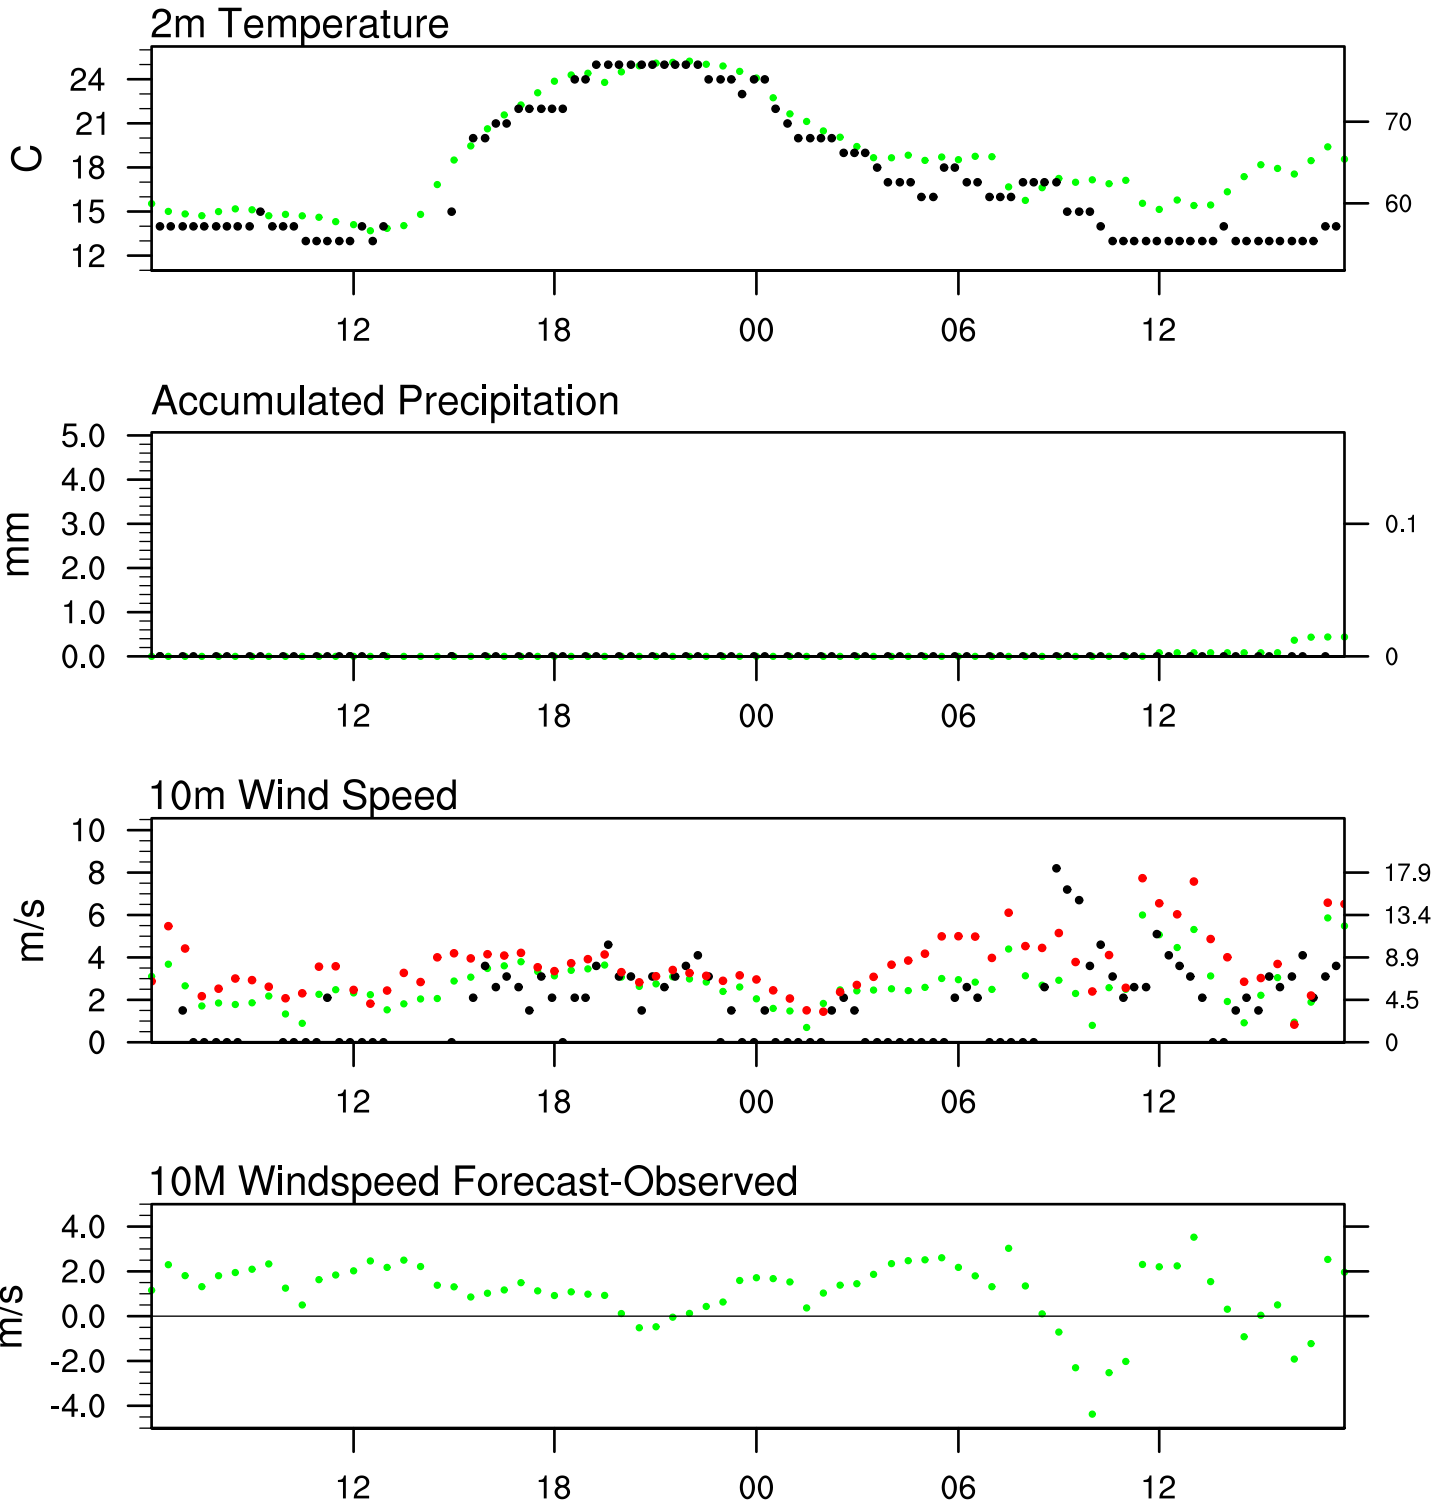 2m Temperature
24
21
18
15
12
C
70
60
12 18 00 06 12
Accumulated Precipitation
5.0
4.0
3.0
2.0
1.0
0.0
mm
0.1
0
12 18 00 06 12
10m Wind Speed
10
8
6
4
2
0
m/s
17.9
13.4
8.9
4.5
0
12 18 00 06 12
10M Windspeed Forecast-Observed
4.0
2.0
0.0
-2.0
-4.0
m/s
12 18 00 06 12